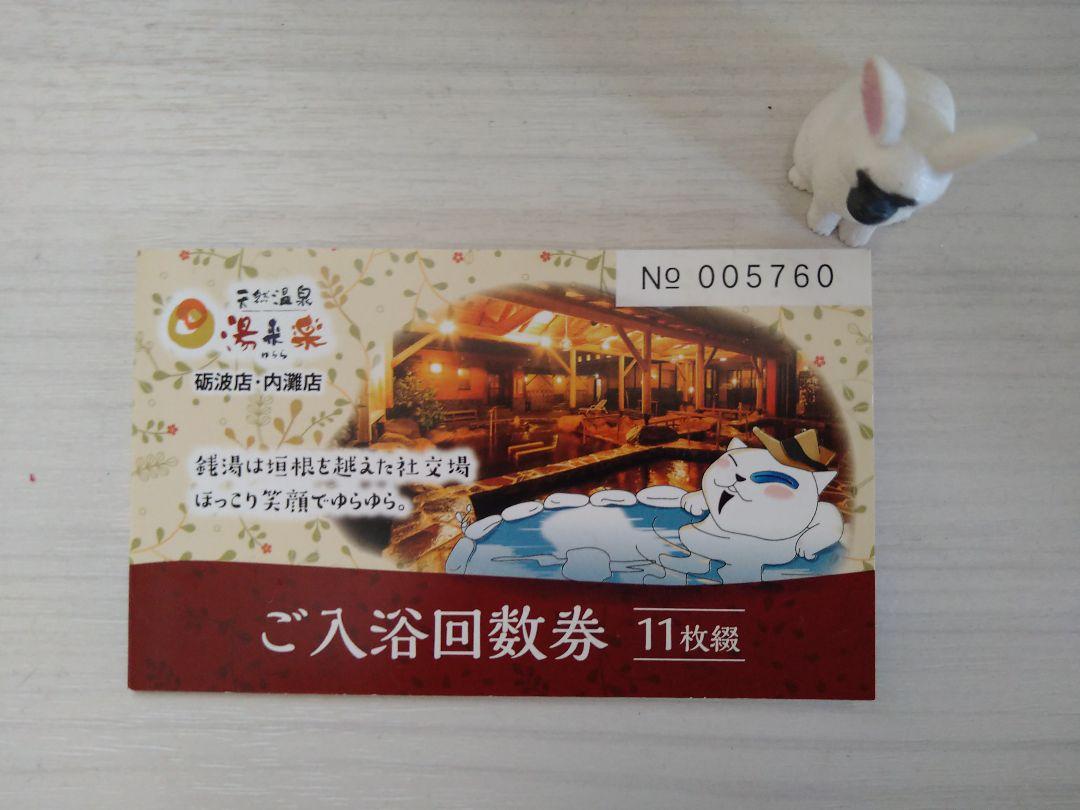 № 005760
天然温泉
湯来楽
ゆらら
砺波店・内灘店
銭湯は垣根を越えた社交場
ほっこり笑顔でゆらゆら。
ご入浴回数券 11枚綴